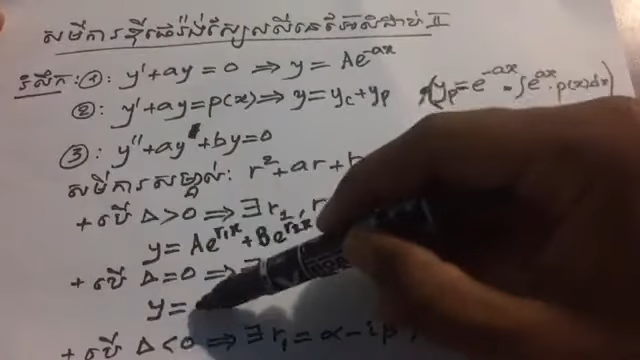 សមីការឌីផេរ៉ង់ស្យែលលីនេអ៊ែរលំដាប់ II
រំលឹក: ①: y'+ay=0 ⇒ y = Ae^{-ax}
②: y'+ay=p(x) ⇒ y = y_c + y_p , (y_p = e^{-ax} · ∫e^{ax} · p(x)dx)
③: y''+ay'+by=0
សមីការសម្គាល់: r²+ar+b
+ បើ Δ>0 ⇒ ∃ r₁, r
y = Ae^{r₁x} + Be^{r₂x}
+ បើ Δ=0 ⇒ ∃
y =
+ បើ Δ<0 ⇒ ∃ r₁ = α - iβ,